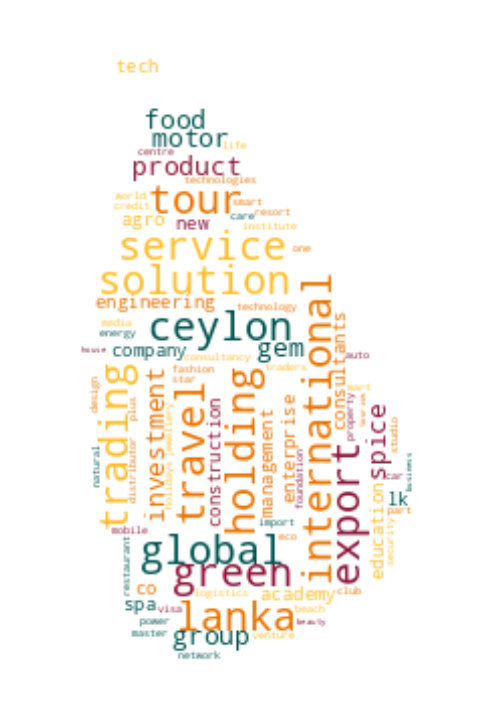 tech
food
motor
life
centre
product
technologies
world
tour
smart
credit
resort
agro
care
new
institute
service
one
solution
engineering
technology
media
ceylon
energy
house
company
gem
consultancy
auto
traders
fashion
star
international
consultants
mart
design
trading
plus
distributor
investment
holidays
jewellery
travel
construction
holding
management
enterprise
foundation
property
export
spice
studio
natural
car
business
lk
part
education
security
import
mobile
global
eco
restaurant
green
co
logistics
academy
club
spa
visa
lanka
beach
power
beauty
master
group
venture
network